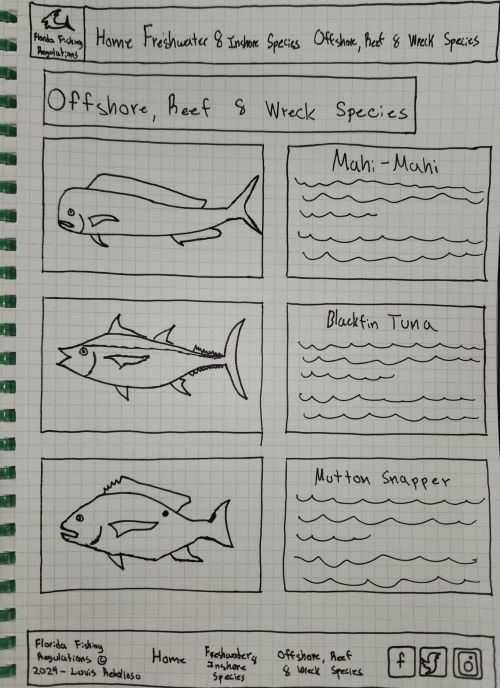 Florida Fishing
Regulations
Home Freshwater & Inshore Species Offshore, Reef & Wreck Species
Offshore, Reef & Wreck Species
Mahi-Mahi
Blackfin Tuna
Mutton Snapper
Florida Fishing
Regulations ©
2024 - Louis
Home
Freshwater &
Inshore
Species
Offshore, Reef
& Wreck Species
f